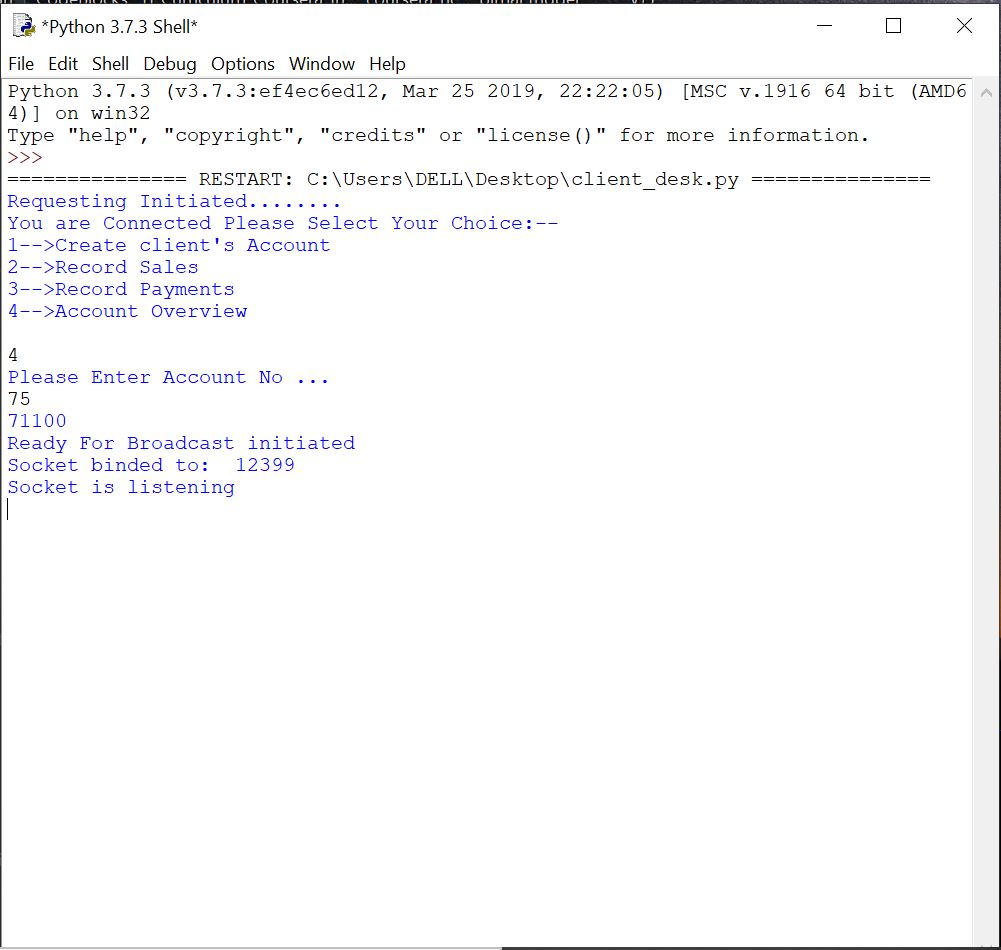 *Python 3.7.3 Shell*
File Edit Shell Debug Options Window Help
Python 3.7.3 (v3.7.3:ef4ec6ed12, Mar 25 2019, 22:22:05) [MSC v.1916 64 bit (AMD6
4)] on win32
Type "help", "copyright", "credits" or "license()" for more information.
>>>
=============== RESTART: C:\Users\DELL\Desktop\client_desk.py ===============
Requesting Initiated........
You are Connected Please Select Your Choice:--
1-->Create client's Account
2-->Record Sales
3-->Record Payments
4-->Account Overview
4
Please Enter Account No ...
75
71100
Ready For Broadcast initiated
Socket binded to:  12399
Socket is listening